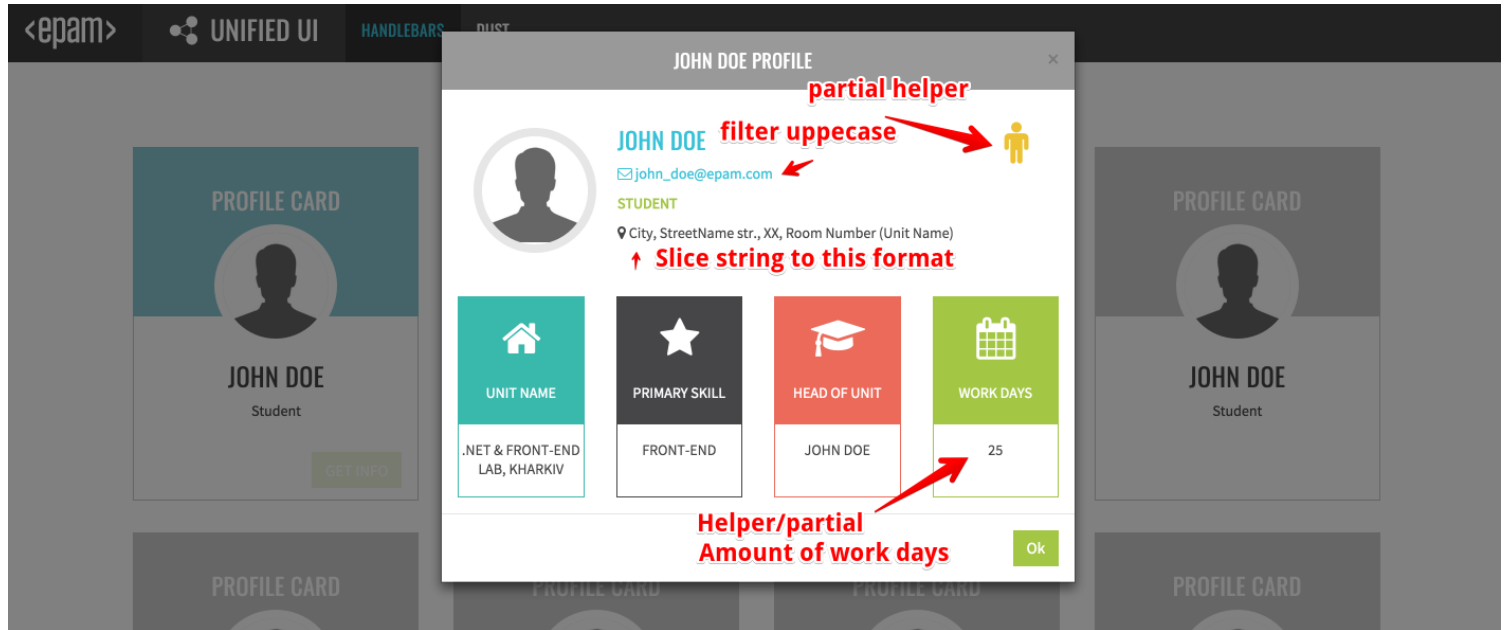 <epam> UNIFIED UI HANDLEBARS DUST
JOHN DOE PROFILE ×
partial helper
JOHN DOE filter uppecase
john_doe@epam.com
STUDENT
City, StreetName str., XX, Room Number (Unit Name)
Slice string to this format
UNIT NAME PRIMARY SKILL HEAD OF UNIT WORK DAYS
.NET & FRONT-END FRONT-END JOHN DOE 25
LAB, KHARKIV
Helper/partial
Amount of work days
Ok
PROFILE CARD PROFILE CARD
JOHN DOE JOHN DOE
Student Student
GET INFO
PROFILE CARD PROFILE CARD PROFILE CARD PROFILE CARD